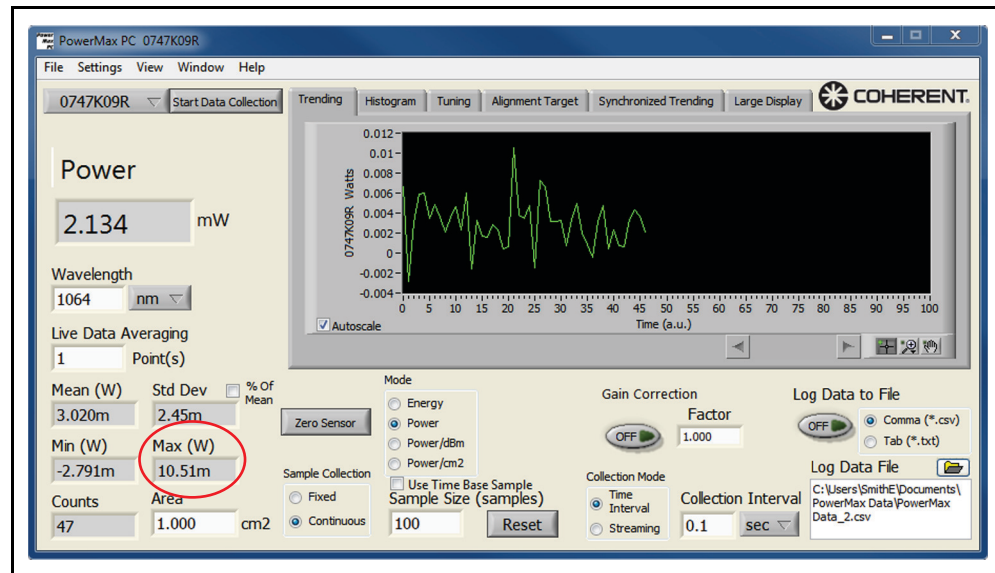 PowerMax PC 0747K09R
File Settings View Window Help
0747K09R Start Data Collection
Trending Histogram Tuning Alignment Target Synchronized Trending Large Display COHERENT.
Power
2.134 mW
Wavelength
1064 nm
Live Data Averaging
1 Point(s)
0747K09R Watts
0.012
0.01
0.008
0.006
0.004
0.002
0
-0.002
-0.004
0 5 10 15 20 25 30 35 40 45 50 55 60 65 70 75 80 85 90 95 100
Autoscale Time (a.u.)
Mean (W) Std Dev % Of Mean
3.020m 2.45m
Min (W) Max (W)
-2.791m 10.51m
Counts Area
47 1.000 cm2
Zero Sensor
Mode
Energy
Power
Power/dBm
Power/cm2
Use Time Base Sample
Sample Collection
Fixed
Continuous
Sample Size (samples)
100 Reset
Gain Correction
OFF Factor
1.000
Collection Mode
Time Interval
Streaming
Collection Interval
0.1 sec
Log Data to File
OFF Comma (*.csv)
Tab (*.txt)
Log Data File
C:\Users\SmithE\Documents\
PowerMax Data\PowerMax
Data_2.csv